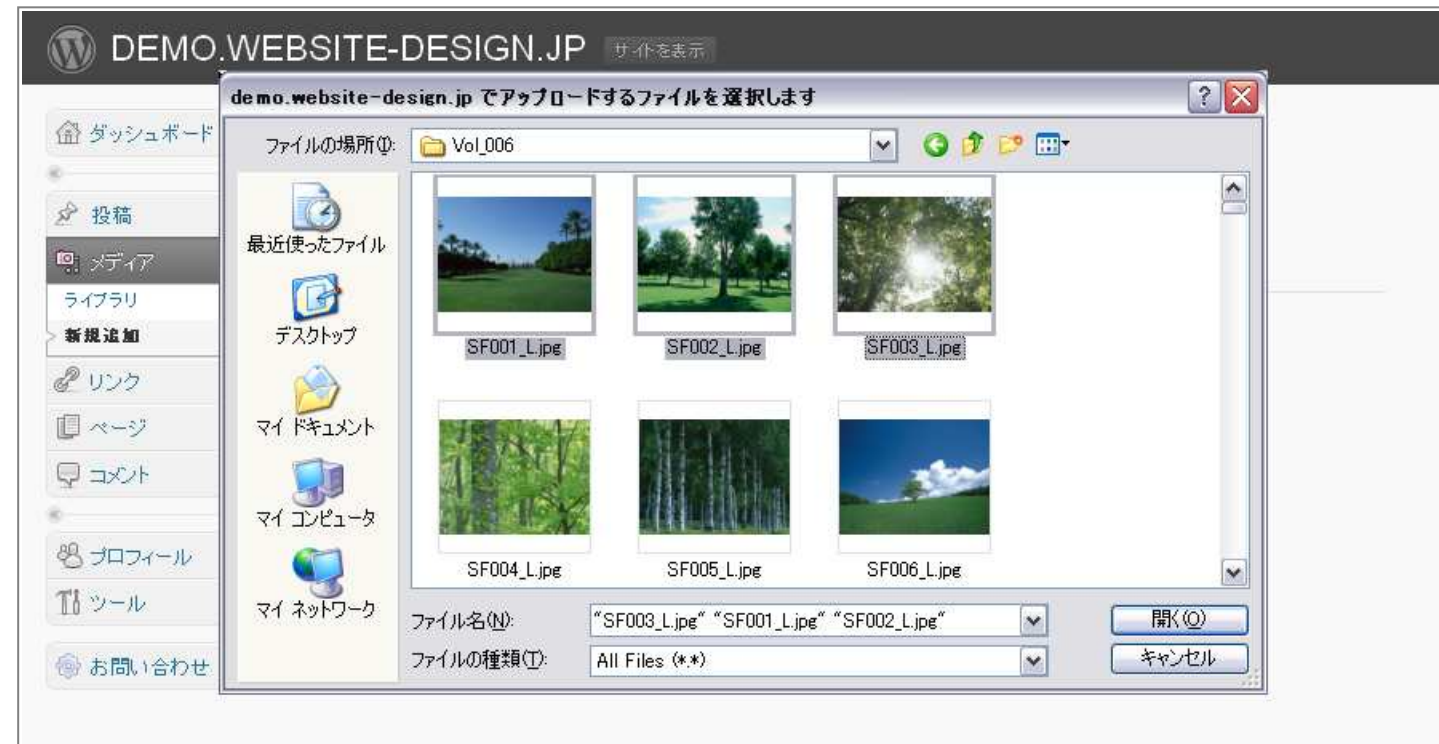 DEMO.WEBSITE-DESIGN.JP サイトを表示
demo.website-design.jp でアップロードするファイルを選択します
ダッシュボード
投稿
メディア
ライブラリ
新規追加
リンク
ページ
コメント
プロフィール
ツール
お問い合わせ
ファイルの場所(I): Vol_006
最近使ったファイル
デスクトップ
マイ ドキュメント
マイ コンピュータ
マイ ネットワーク
SF001_L.jpg SF002_L.jpg SF003_L.jpg
SF004_L.jpg SF005_L.jpg SF006_L.jpg
ファイル名(N): "SF003_L.jpg" "SF001_L.jpg" "SF002_L.jpg" 開く(O)
ファイルの種類(T): All Files (*.*) キャンセル